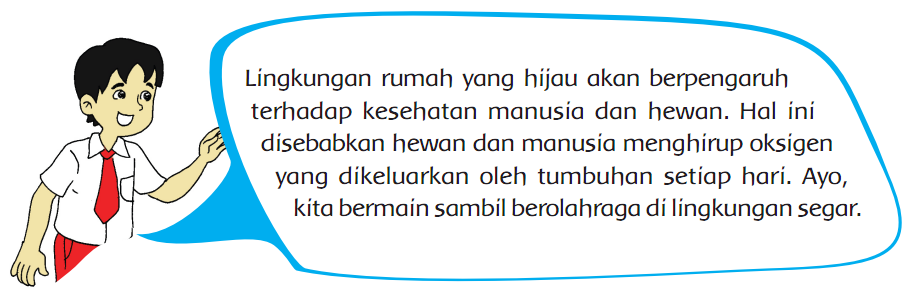 Lingkungan rumah yang hijau akan berpengaruh
terhadap kesehatan manusia dan hewan. Hal ini
disebabkan hewan dan manusia menghirup oksigen
yang dikeluarkan oleh tumbuhan setiap hari. Ayo,
kita bermain sambil berolahraga di lingkungan segar.